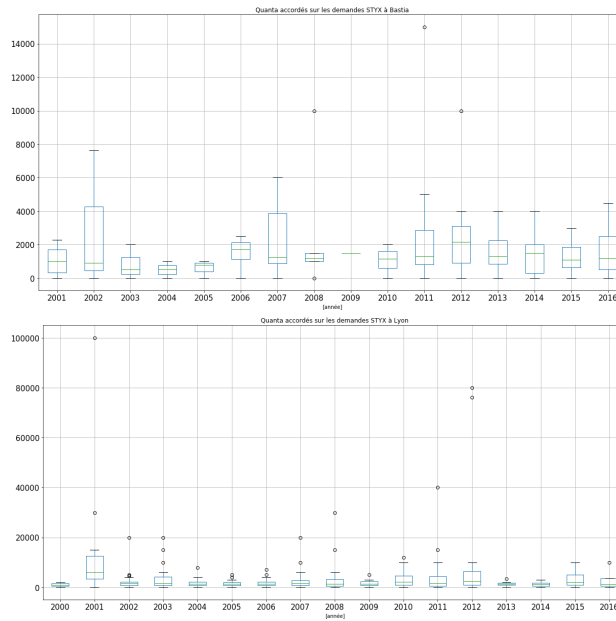 Quanta accordés sur les demandes STYX à Bastia
14000
12000
10000
8000
6000
4000
2000
0
2001 2002 2003 2004 2005 2006 2007 2008 2009 2010 2011 2012 2013 2014 2015 2016
[année]
Quanta accordés sur les demandes STYX à Lyon
100000
80000
60000
40000
20000
0
2000 2001 2002 2003 2004 2005 2006 2007 2008 2009 2010 2011 2012 2013 2014 2015 2016
[année]